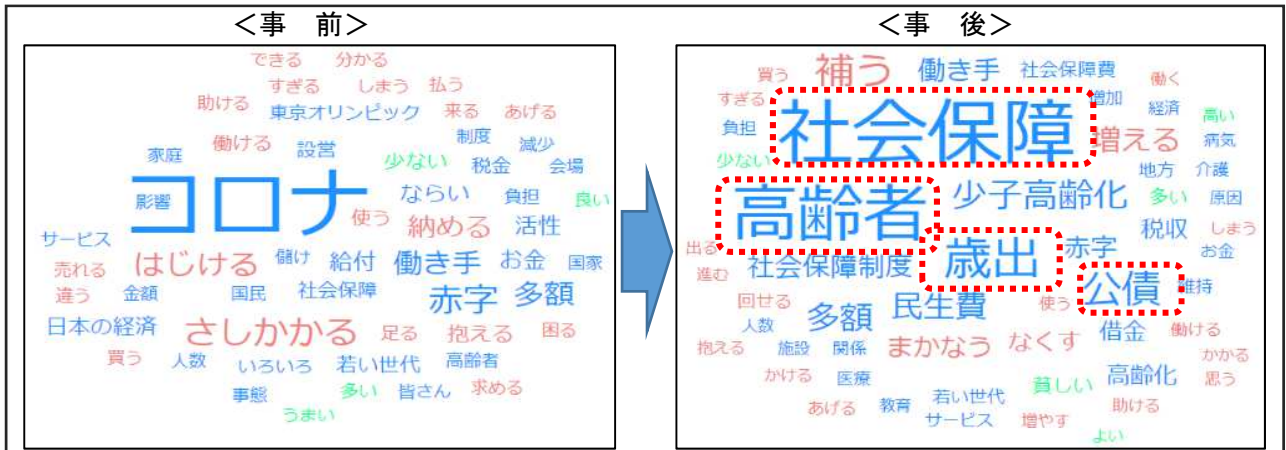 ＜事 前＞
できる 分かる
すぎる しまう 払う
助ける 東京オリンピック 来る あげる
働ける 設営 制度 減少
家庭 少ない 税金 会場
影響 コロナ ならい 負担 良い
使う 納める 活性
サービス
売れる はじける 儲け 給付 働き手 お金 国家
違う 金額 国民 社会保障 赤字 多額
日本の経済 さしかかる 足る 抱える 困る
買う 人数 いろいろ 若い世代 高齢者
事態 多い 皆さん 求める
うまい
＜事 後＞
買う 補う 働き手 社会保障費 働く
すぎる 社会保障 増加 経済 高い
負担 増える 病気
少ない 地方 介護
高齢者 少子高齢化 多い 原因
税収 しまう
出る 歳出 赤字 お金
進む 社会保障制度 公債 維持
回せる 多額 民生費 使う
人数 借金 働ける
抱える 施設 関係 まかなう なくす かかる
かける 医療 貧しい 高齢化 思う
あげる 教育 若い世代 助ける
サービス 増やす
よい